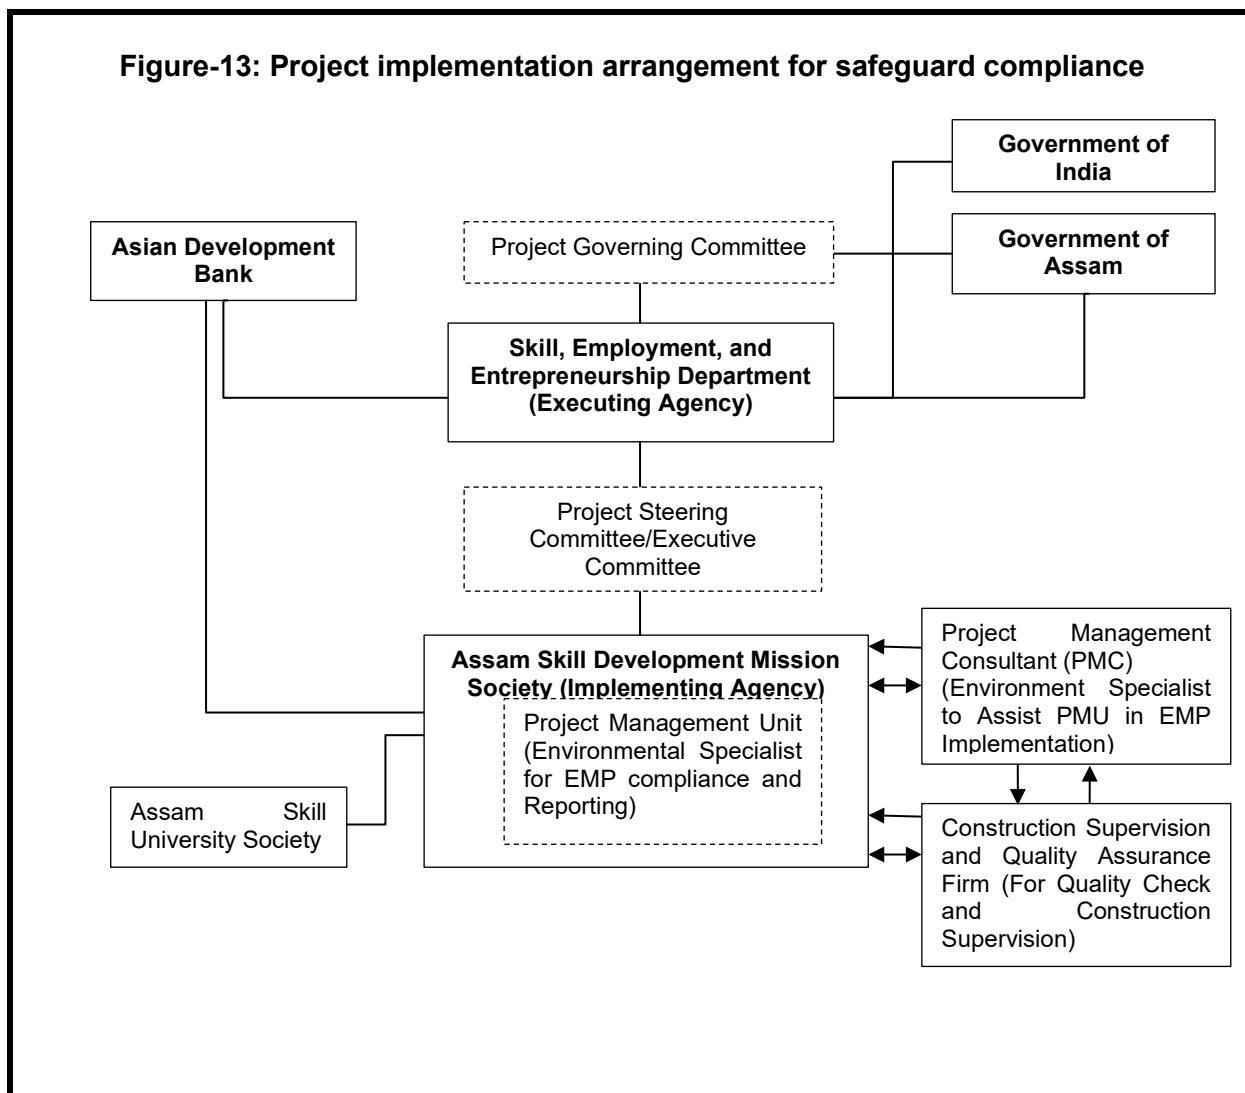 Figure-13: Project implementation arrangement for safeguard compliance
Government of
India
Asian Development
Bank
Project Governing Committee
Government of
Assam
Skill, Employment, and
Entrepreneurship Department
(Executing Agency)
Project Steering
Committee/Executive
Committee
Assam Skill Development Mission
Society (Implementing Agency)
Project Management Unit
(Environmental Specialist
for EMP compliance and
Reporting)
Project Management
Consultant (PMC)
(Environment Specialist
to Assist PMU in EMP
Implementation)
Assam Skill
University Society
Construction Supervision
and Quality Assurance
Firm (For Quality Check
and Construction
Supervision)